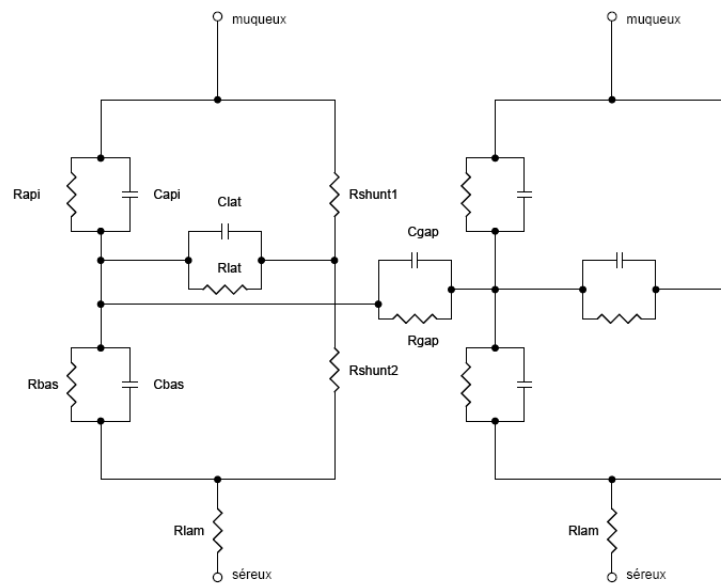 muqueux
muqueux
Rapi
Capi
Rshunt1
Clat
Cgap
Rlat
Rgap
Rbas
Cbas
Rshunt2
Rlam
Rlam
séreux
séreux